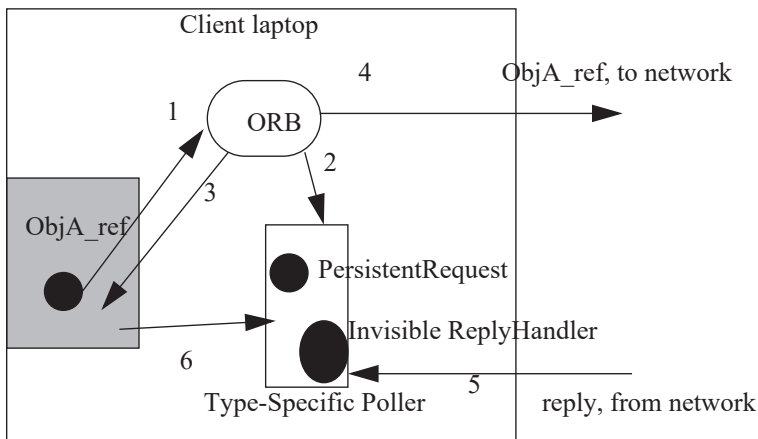 Client laptop
4
ObjA_ref, to network
1
ORB
2
3
ObjA_ref
PersistentRequest
Invisible ReplyHandler
6
5
Type-Specific Poller
reply, from network